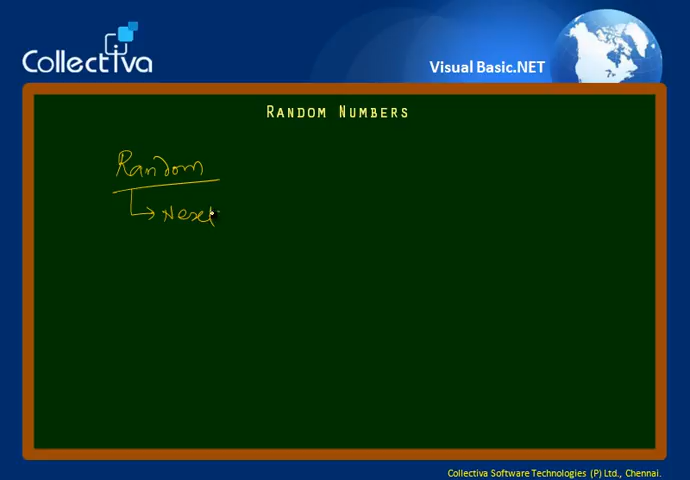 Collectiva
Visual Basic.NET
Random Numbers
Random
Next
Collectiva Software Technologies (P) Ltd., Chennai.